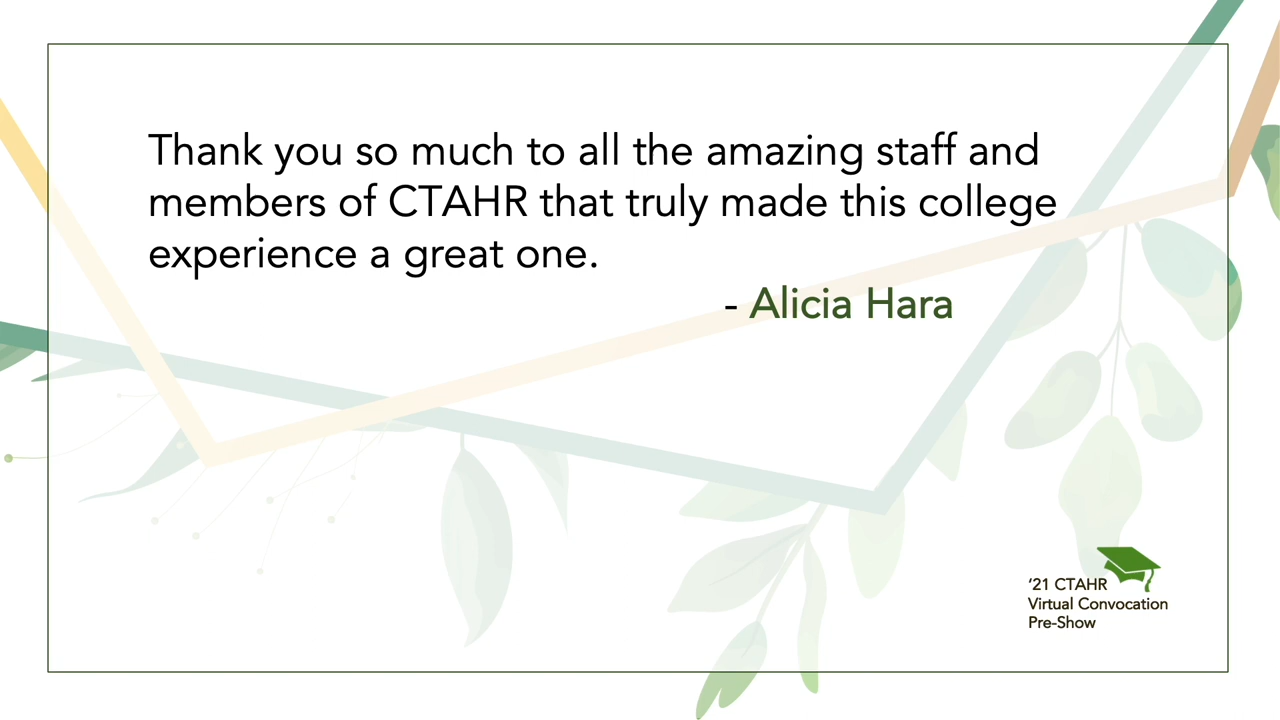 Thank you so much to all the amazing staff and
members of CTAHR that truly made this college
experience a great one.
- Alicia Hara
’21 CTAHR
Virtual Convocation
Pre-Show